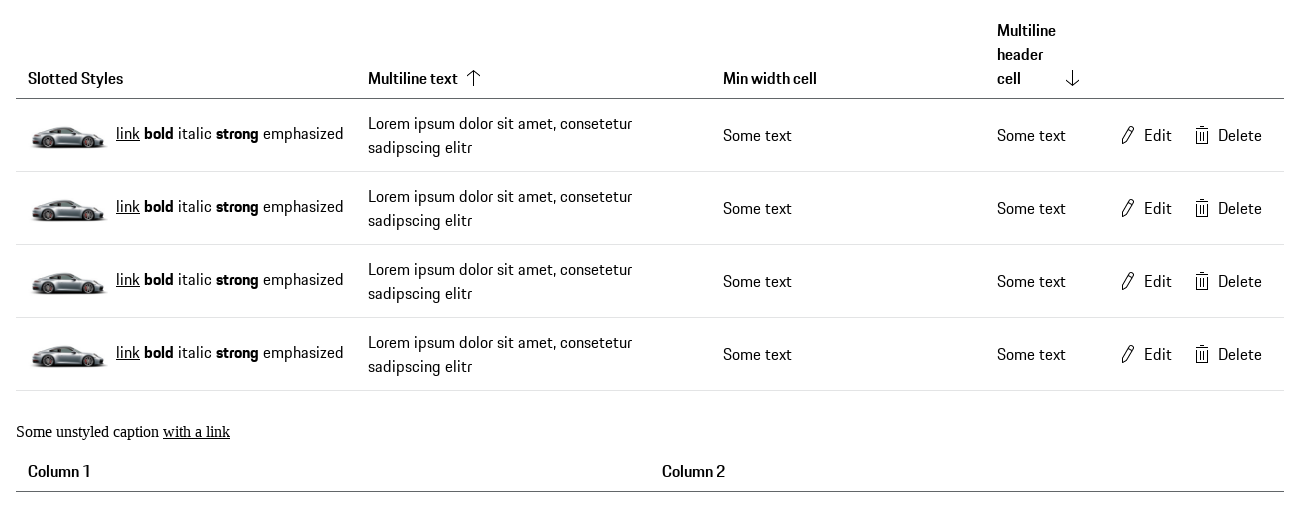 Slotted Styles Multiline text Min width cell Multiline
header
cell
link bold italic strong emphasized Lorem ipsum dolor sit amet, consetetur
sadipscing elitr Some text Some text Edit Delete
link bold italic strong emphasized Lorem ipsum dolor sit amet, consetetur
sadipscing elitr Some text Some text Edit Delete
link bold italic strong emphasized Lorem ipsum dolor sit amet, consetetur
sadipscing elitr Some text Some text Edit Delete
link bold italic strong emphasized Lorem ipsum dolor sit amet, consetetur
sadipscing elitr Some text Some text Edit Delete
Some unstyled caption with a link
Column 1 Column 2